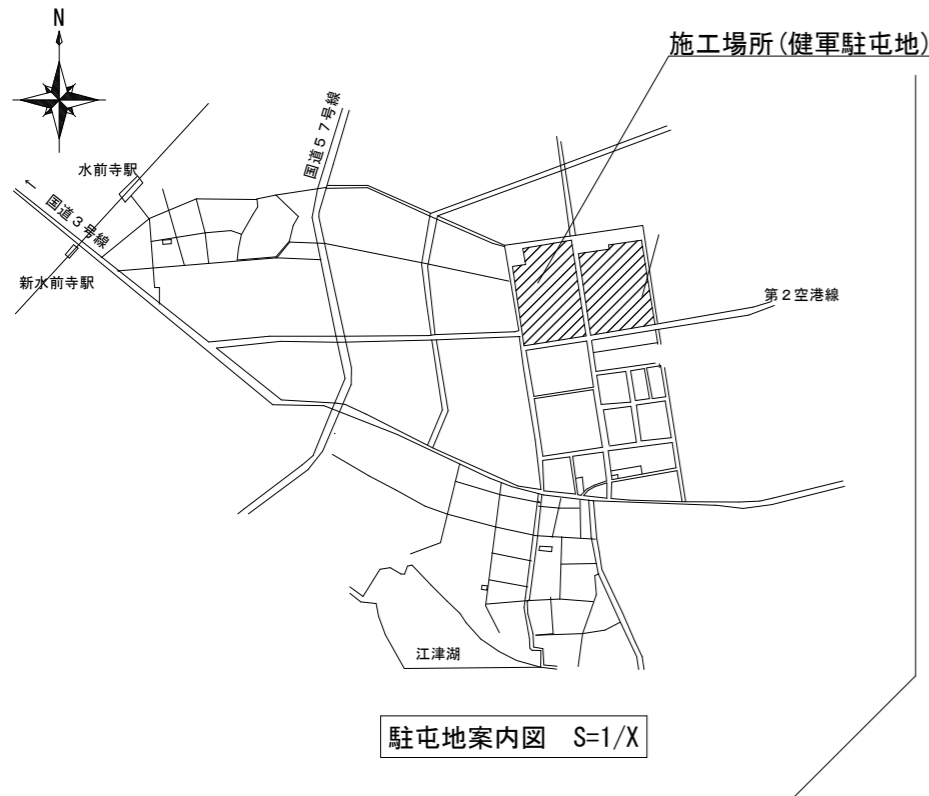 N
施工場所(健軍駐屯地)
国道57号線
水前寺駅
←
国道3号線
新水前寺駅
第2空港線
江津湖
駐屯地案内図 S=1/X